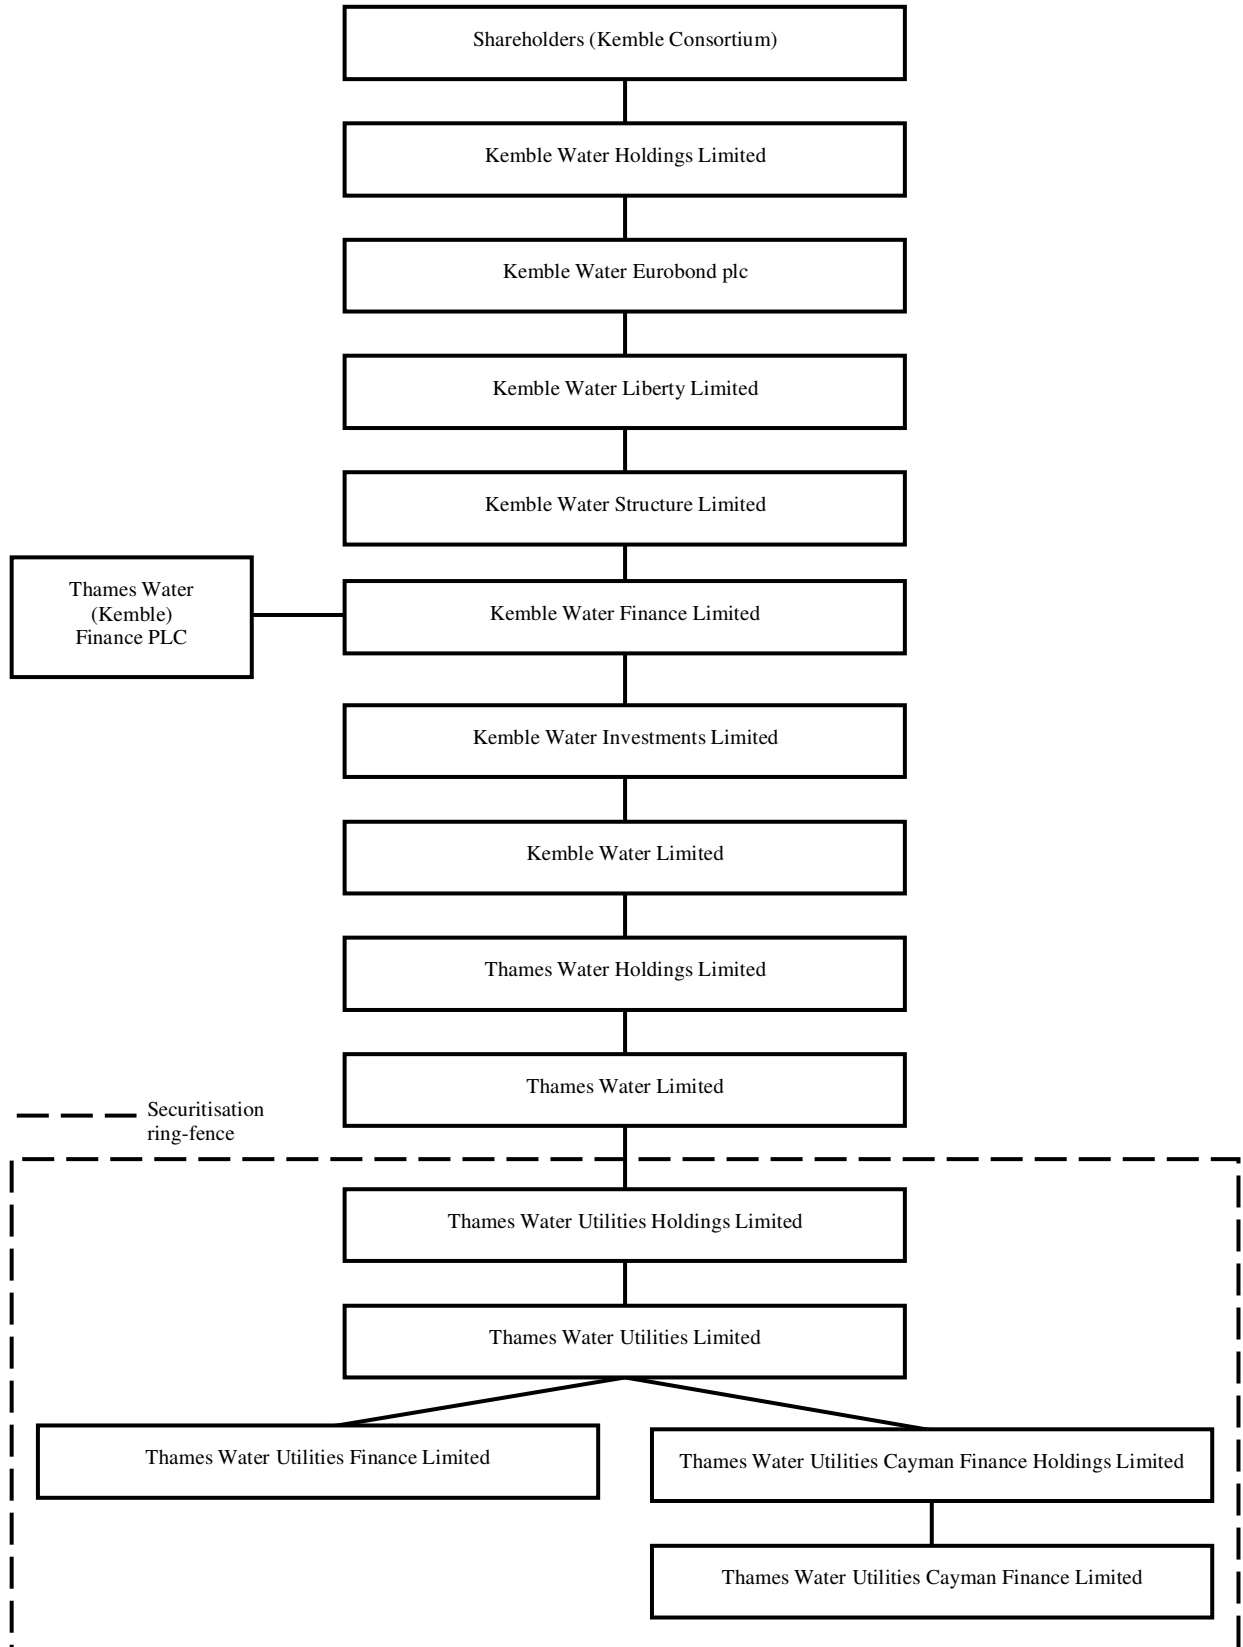 Shareholders (Kemble Consortium)
Kemble Water Holdings Limited
Kemble Water Eurobond plc
Kemble Water Liberty Limited
Kemble Water Structure Limited
Thames Water
(Kemble)
Finance PLC
Kemble Water Finance Limited
Kemble Water Investments Limited
Kemble Water Limited
Thames Water Holdings Limited
Thames Water Limited
Securitisation
ring-fence
Thames Water Utilities Holdings Limited
Thames Water Utilities Limited
Thames Water Utilities Finance Limited
Thames Water Utilities Cayman Finance Holdings Limited
Thames Water Utilities Cayman Finance Limited